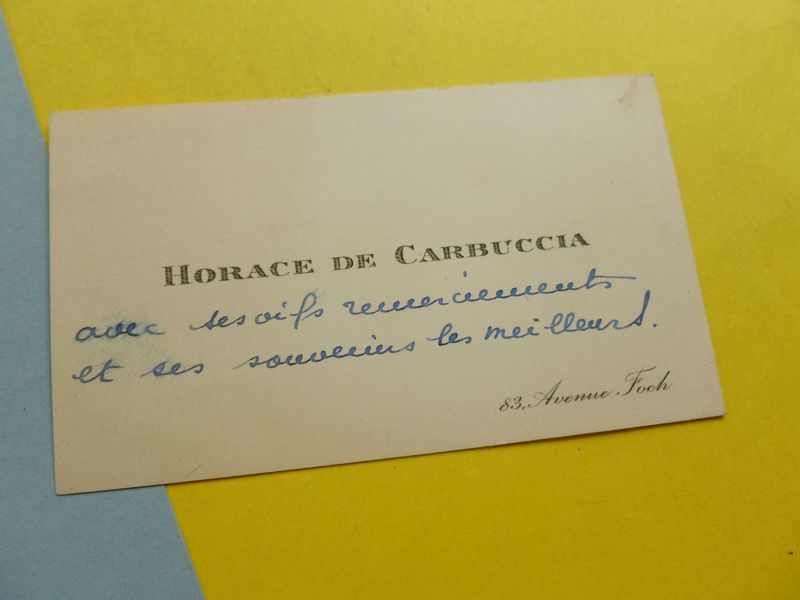 HORACE DE CARBUCCIA
avec ses vifs remerciements
et ses souvenirs les meilleurs.
83, Avenue Foch